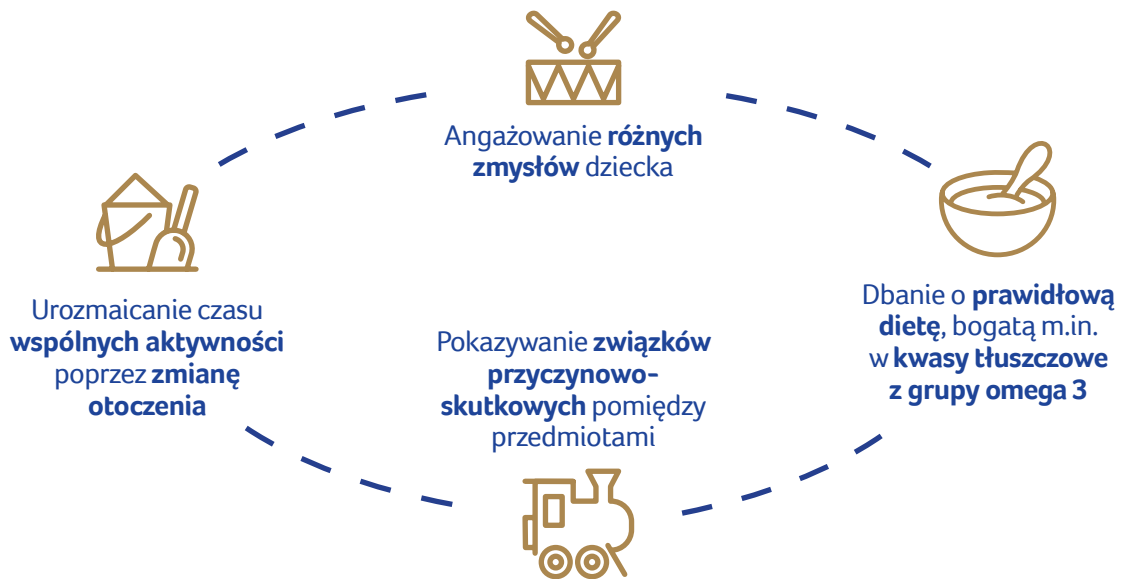 Angażowanie różnych
zmysłów dziecka
Dbanie o prawidłową
dietę, bogatą m.in.
w kwasy tłuszczowe
z grupy omega 3
Pokazywanie związków
przyczynowo-
skutkowych pomiędzy
przedmiotami
Urozmaicanie czasu
wspólnych aktywności
poprzez zmianę
otoczenia